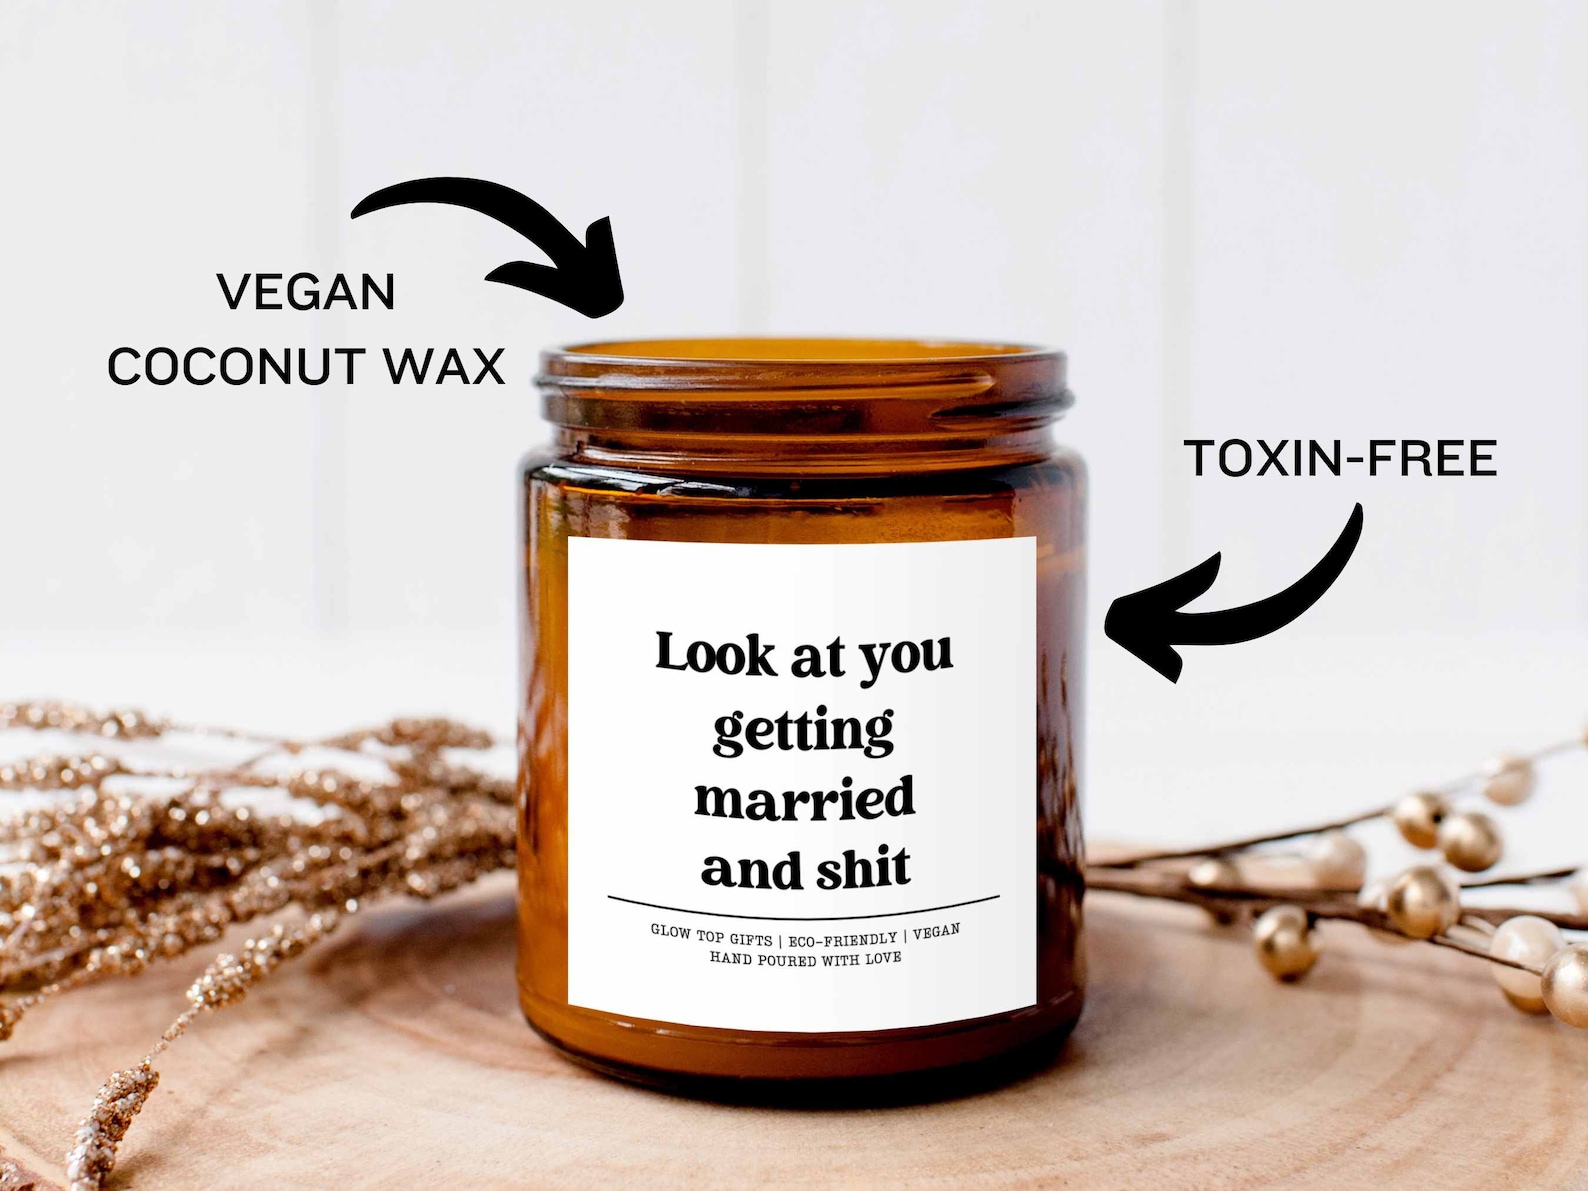 VEGAN
COCONUT WAX
TOXIN-FREE
Look at you
getting
married
and shit
GLOW TOP GIFTS | ECO-FRIENDLY | VEGAN
HAND POURED WITH LOVE